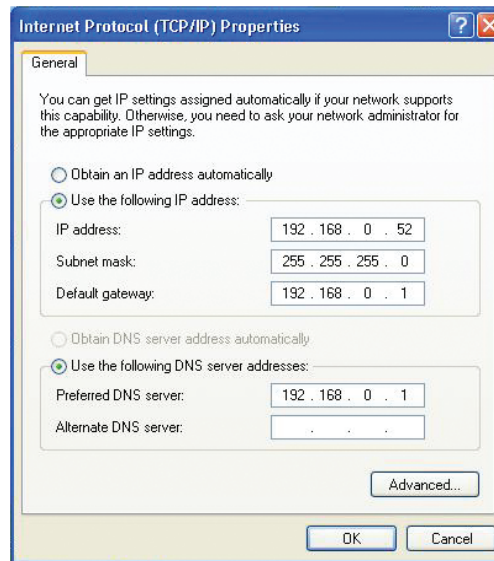 Internet Protocol (TCP/IP) Properties
General
You can get IP settings assigned automatically if your network supports
this capability. Otherwise, you need to ask your network administrator for
the appropriate IP settings.
Obtain an IP address automatically
Use the following IP address:
IP address: 192 . 168 . 0 . 52
Subnet mask: 255 . 255 . 255 . 0
Default gateway: 192 . 168 . 0 . 1
Obtain DNS server address automatically
Use the following DNS server addresses:
Preferred DNS server: 192 . 168 . 0 . 1
Alternate DNS server: . . .
Advanced...
OK Cancel